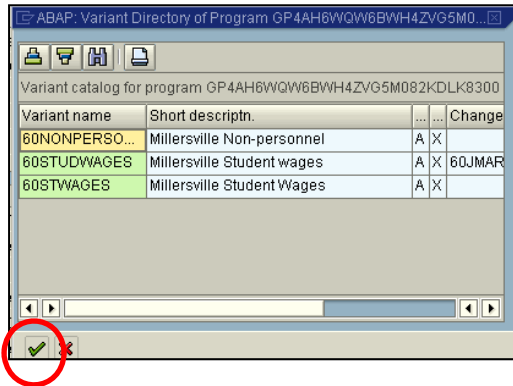 ABAP: Variant Directory of Program GP4AH6WQW6BWH4ZVG5M0...
Variant catalog for program GP4AH6WQW6BWH4ZVG5M082KDLK8300
Variant name Short descriptn. ... ... Change
60NONPERSO... Millersville Non-personnel A X
60STUDWAGES Millersville Student wages A X 60JMAR
60STWAGES Millersville Student Wages A X